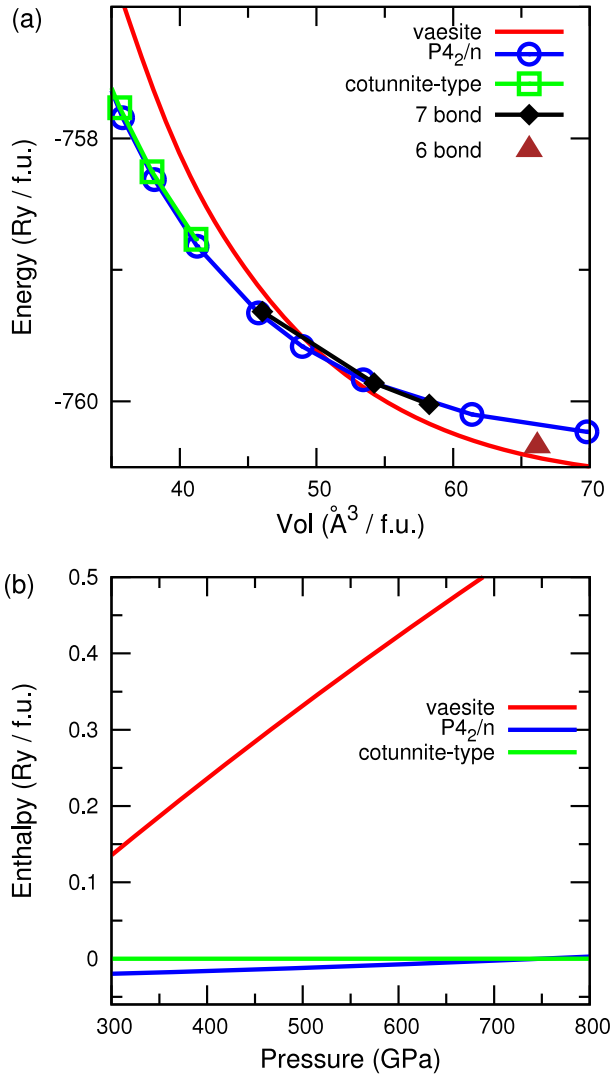 (a)
vaesite
P4₂/n
cotunnite-type
7 bond
6 bond
-758
-760
Energy (Ry / f.u.)
40 50 60 70
Vol (Å³ / f.u.)
(b)
0.5
0.4
0.3
0.2
0.1
0
Enthalpy (Ry / f.u.)
vaesite
P4₂/n
cotunnite-type
300 400 500 600 700 800
Pressure (GPa)